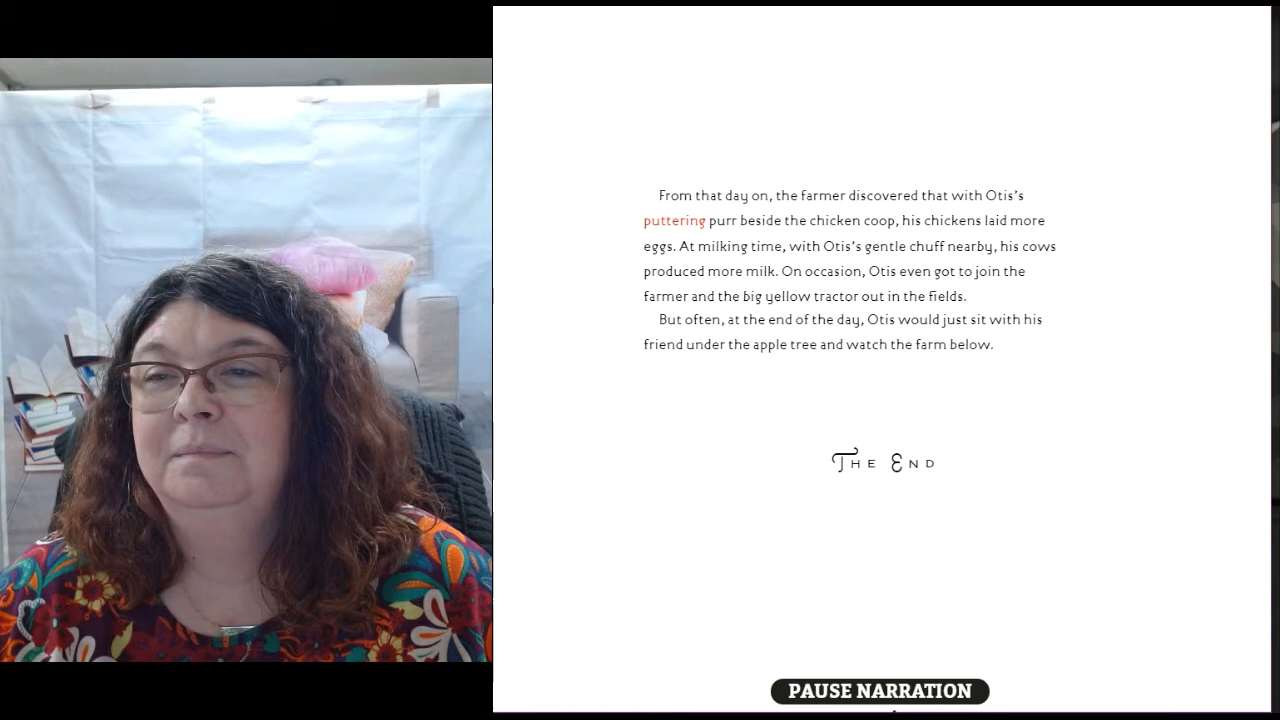 From that day on, the farmer discovered that with Otis’s
puttering purr beside the chicken coop, his chickens laid more
eggs. At milking time, with Otis’s gentle chuff nearby, his cows
produced more milk. On occasion, Otis even got to join the
farmer and the big yellow tractor out in the fields.
But often, at the end of the day, Otis would just sit with his
friend under the apple tree and watch the farm below.
The End
PAUSE NARRATION